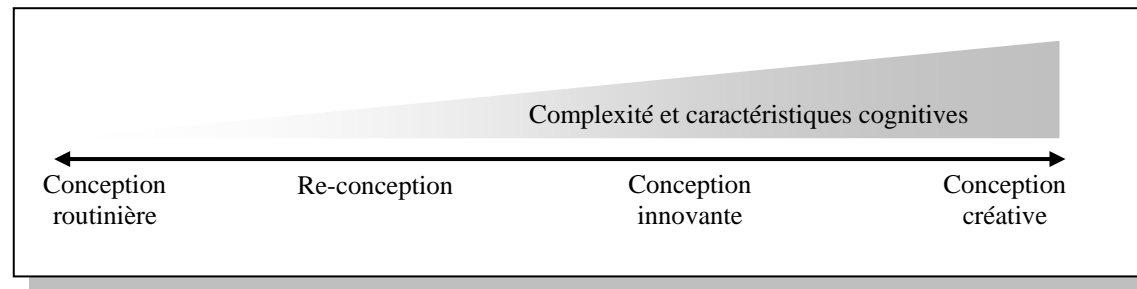 Complexité et caractéristiques cognitives
Conception
routinière
Re-conception
Conception
innovante
Conception
créative